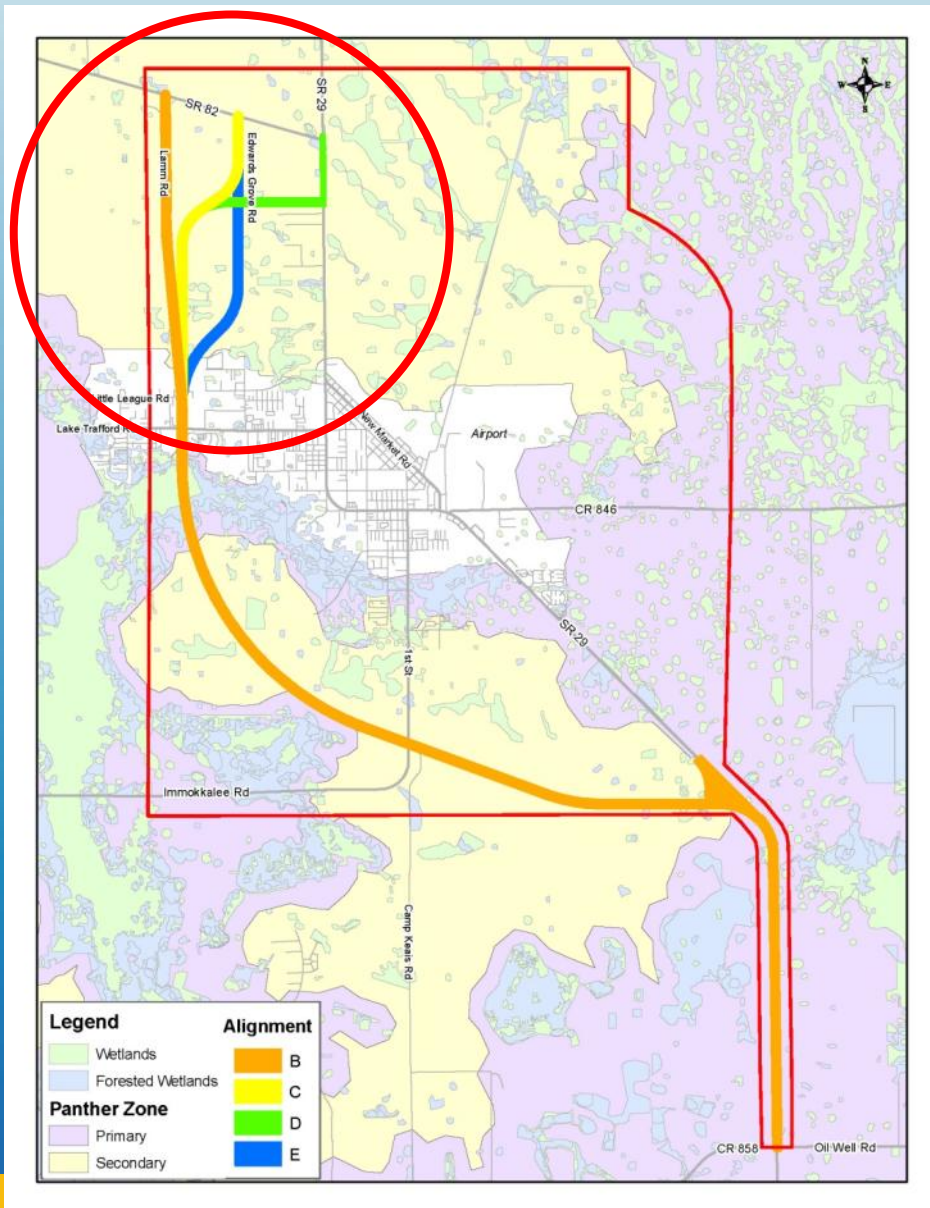 N
W E
S
SR 82
SR 29
Lamm Rd
Edwards Grove Rd
Little League Rd
Lake Trafford
New Market Rd
Airport
CR 846
SR 29
1st St
Immokkalee Rd
Camp Keais Rd
CR 858
Oil Well Rd
Legend
Wetlands
Forested Wetlands
Panther Zone
Primary
Secondary
Alignment
B
C
D
E